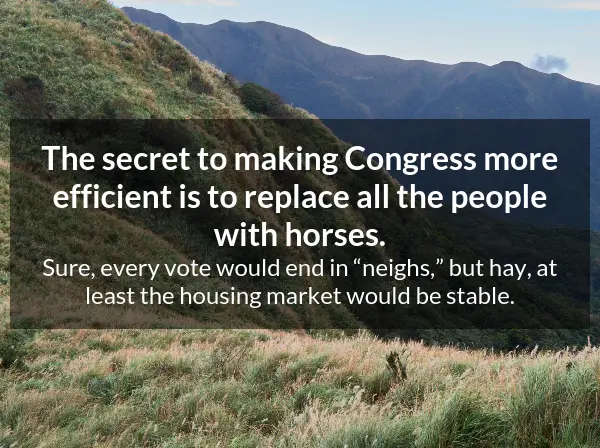 The secret to making Congress more
efficient is to replace all the people
with horses.
Sure, every vote would end in “neighs,” but hay, at
least the housing market would be stable.